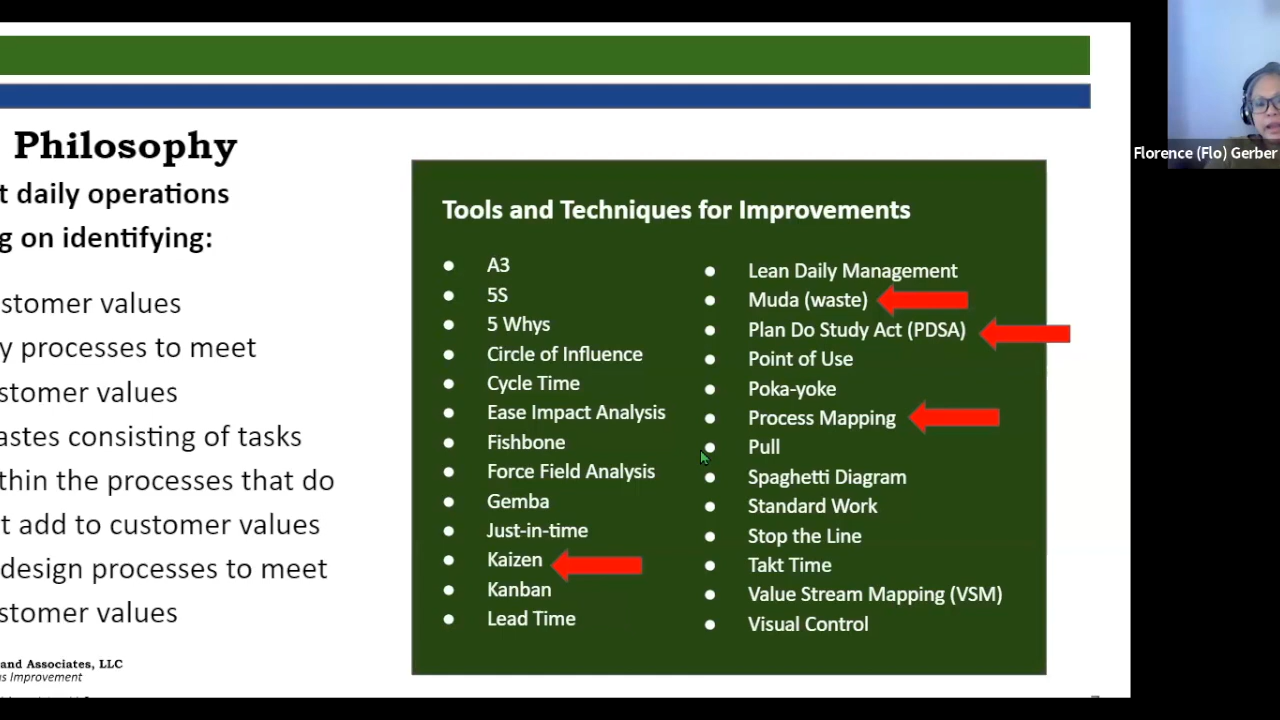 Philosophy
t daily operations
g on identifying:
stomer values
y processes to meet
stomer values
astes consisting of tasks
thin the processes that do
t add to customer values
design processes to meet
stomer values
and Associates, LLC
us Improvement
Tools and Techniques for Improvements
A3
5S
5 Whys
Circle of Influence
Cycle Time
Ease Impact Analysis
Fishbone
Force Field Analysis
Gemba
Just-in-time
Kaizen
Kanban
Lead Time
Lean Daily Management
Muda (waste)
Plan Do Study Act (PDSA)
Point of Use
Poka-yoke
Process Mapping
Pull
Spaghetti Diagram
Standard Work
Stop the Line
Takt Time
Value Stream Mapping (VSM)
Visual Control
Florence (Flo) Gerber